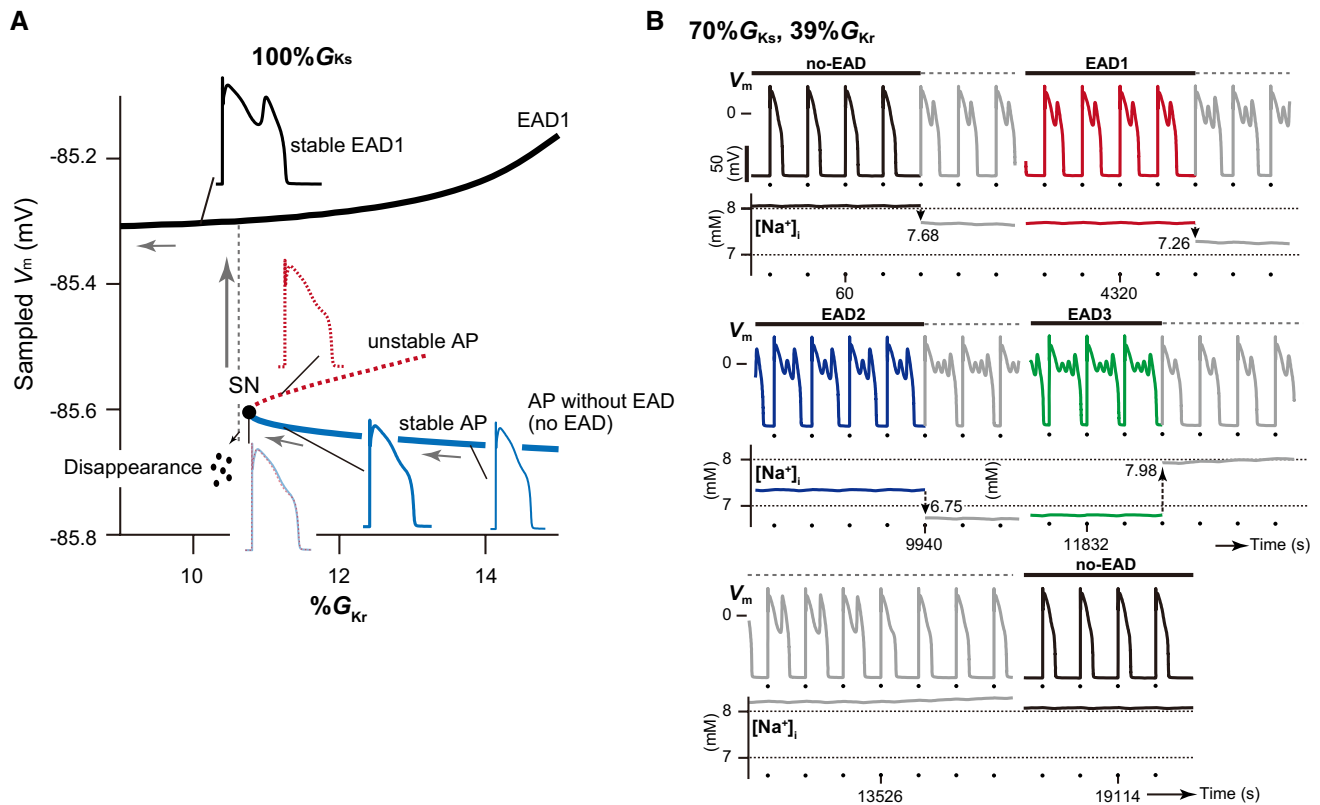 A
100%GKs
-85.2
-85.4
-85.6
-85.8
Sampled Vm (mV)
stable EAD1
EAD1
unstable AP
SN
stable AP
AP without EAD
(no EAD)
Disappearance
10
12
14
%GKr
B
70%GKs, 39%GKr
no-EAD
EAD1
Vm
0
50
(mV)
8
7
(mM)
[Na+]i
7.68
7.26
60
4320
EAD2
EAD3
Vm
0
8
7
(mM)
[Na+]i
6.75
(mM)
7.98
9940
11832
Time (s)
no-EAD
Vm
0
8
7
(mM)
[Na+]i
13526
19114
Time (s)